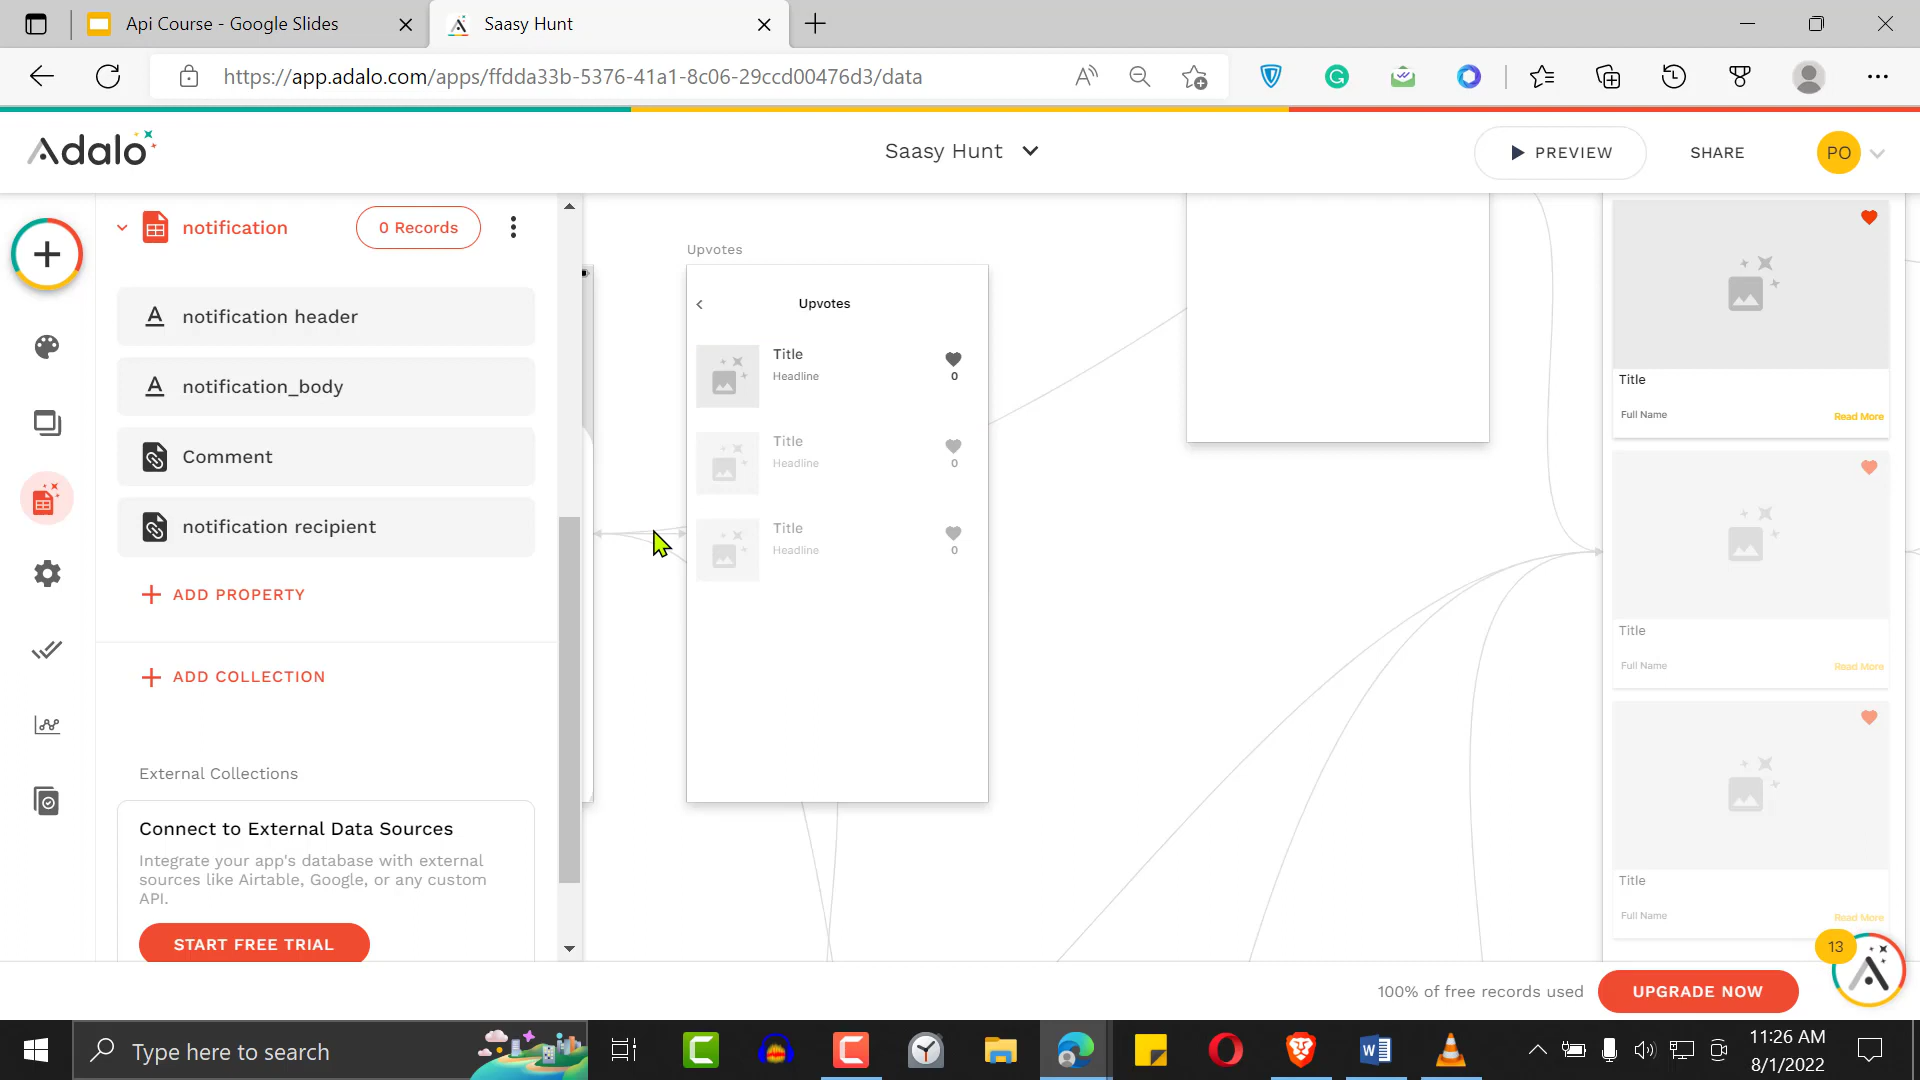 Api Course - Google Slides
Saasy Hunt
https://app.adalo.com/apps/ffdda33b-5376-41a1-8c06-29ccd00476d3/data
Adalo
Saasy Hunt
PREVIEW
SHARE
PO
notification
0 Records
notification header
notification_body
Comment
notification recipient
ADD PROPERTY
ADD COLLECTION
External Collections
Connect to External Data Sources
Integrate your app's database with external
sources like Airtable, Google, or any custom
API.
START FREE TRIAL
Upvotes
Upvotes
Title
Headline
0
Title
Headline
0
Title
Headline
0
Title
Full Name
Read More
Title
Full Name
Read More
Title
Full Name
Read More
13
100% of free records used
UPGRADE NOW
Type here to search
11:26 AM
8/1/2022